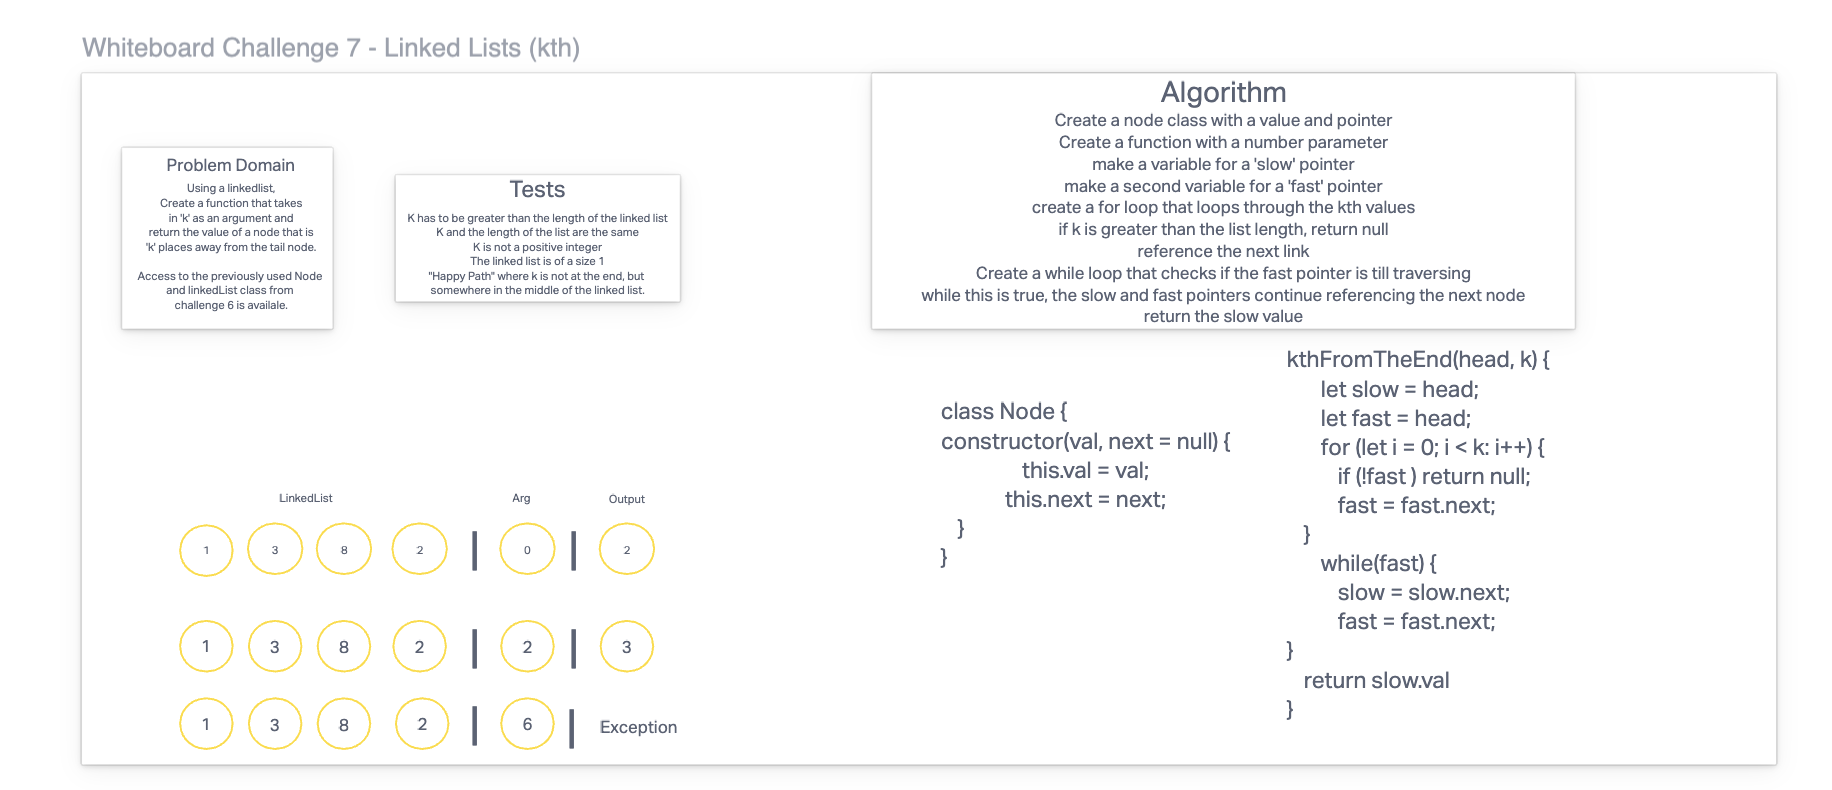 Whiteboard Challenge 7 - Linked Lists (kth)
Problem Domain
Using a linkedlist,
Create a function that takes
in 'k' as an argument and
return the value of a node that is
'k' places away from the tail node.
Access to the previously used Node
and linkedList class from
challenge 6 is availale.
Tests
K has to be greater than the length of the linked list
K and the length of the list are the same
K is not a positive integer
The linked list is of a size 1
"Happy Path" where k is not at the end, but
somewhere in the middle of the linked list.
Algorithm
Create a node class with a value and pointer
Create a function with a number parameter
make a variable for a 'slow' pointer
make a second variable for a 'fast' pointer
create a for loop that loops through the kth values
if k is greater than the list length, return null
reference the next link
Create a while loop that checks if the fast pointer is till traversing
while this is true, the slow and fast pointers continue referencing the next node
return the slow value
LinkedList Arg Output
1 3 8 2 | 0 | 2
1 3 8 2 | 2 | 3
1 3 8 2 | 6 | Exception
class Node {
constructor(val, next = null) {
this.val = val;
this.next = next;
}
}
kthFromTheEnd(head, k) {
let slow = head;
let fast = head;
for (let i = 0; i < k: i++) {
if (!fast ) return null;
fast = fast.next;
}
while(fast) {
slow = slow.next;
fast = fast.next;
}
return slow.val
}